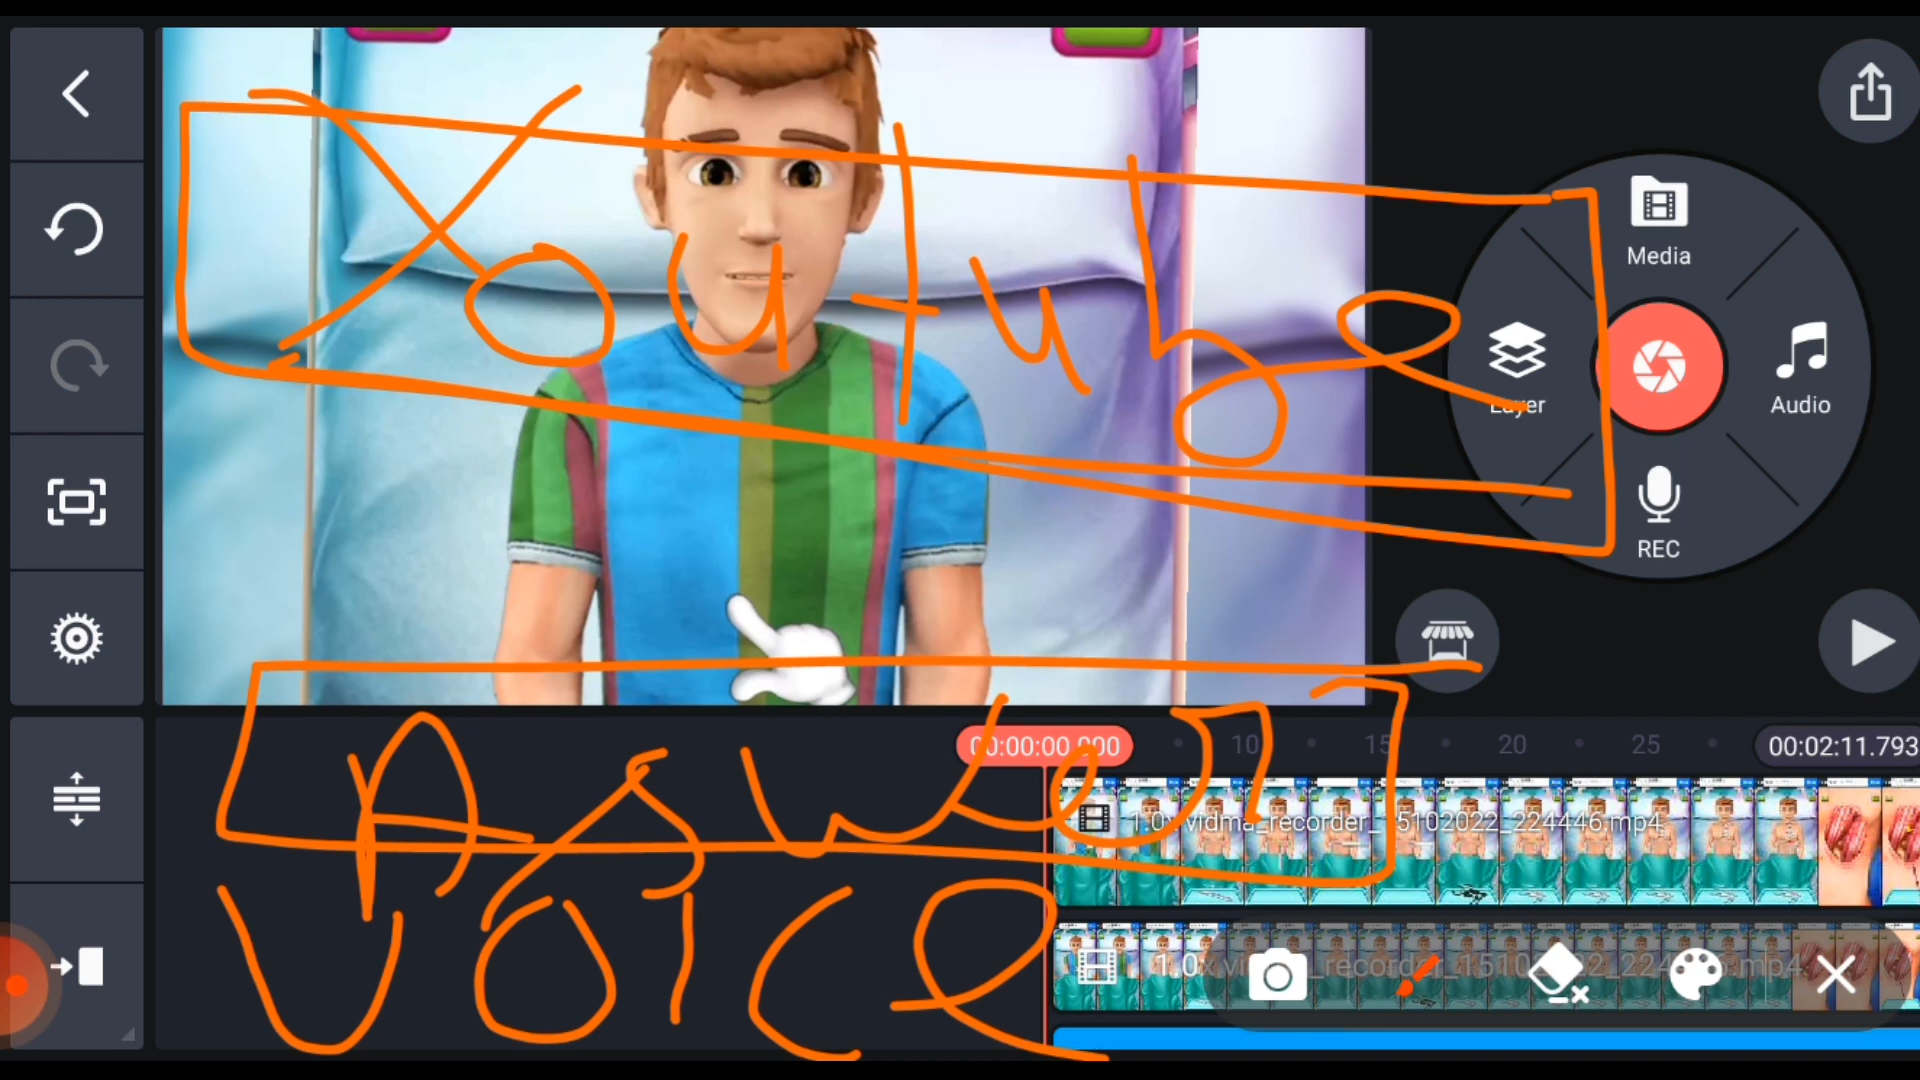 Media
Youtube
Layer
Audio
REC
00:00:00.000 10 15 20 25 00:02:11.793
Aswer
1.0x vidma_recorder_15102022_224446.mp4
voice